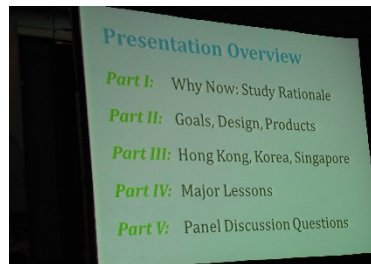 Presentation Overview
Part I: Why Now: Study Rationale
Part II: Goals, Design, Products
Part III: Hong Kong, Korea, Singapore
Part IV: Major Lessons
Part V: Panel Discussion Questions